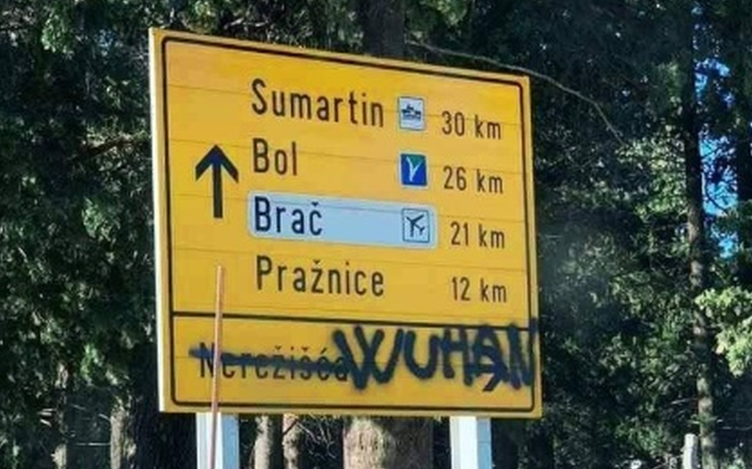 Sumartin 30 km
Bol 26 km
Brač 21 km
Pražnice 12 km
Nerežišća WUHAN